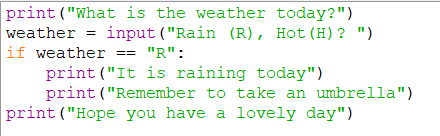 print("What is the weather today?")
weather = input("Rain (R), Hot(H)? ")
if weather == "R":
    print("It is raining today")
    print("Remember to take an umbrella")
print("Hope you have a lovely day")